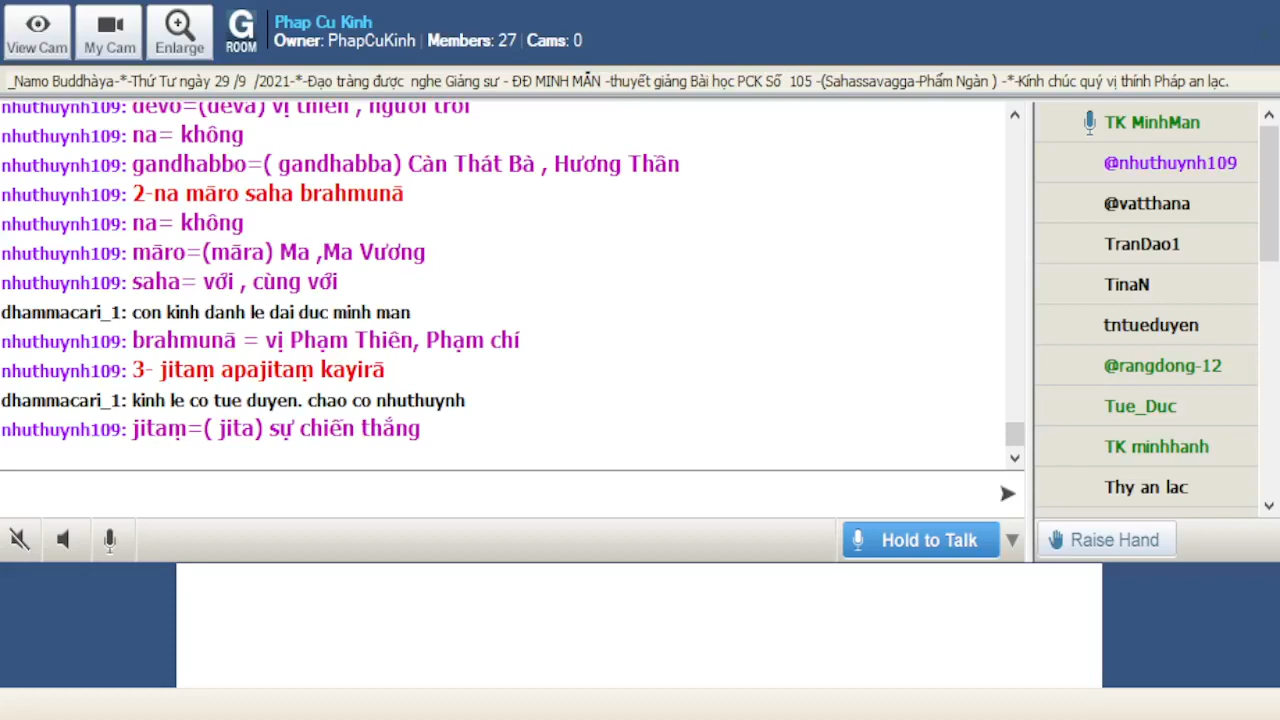 Phap Cu Kinh
Owner: PhapCuKinh | Members: 27 | Cams: 0
View Cam
My Cam
Enlarge
G
ROOM
_Namo Buddhàya-*-Thứ Tư ngày 29 /9 /2021-*-Đạo tràng được nghe Giảng sư - ĐĐ MINH MẪN -thuyết giảng Bài học PCK Số 105 -(Sahassavagga-Phẩm Ngàn ) -*-Kính chúc quý vị thính Pháp an lạc.
nhuthuynh109: devo=(deva) vị thiên , người trời
nhuthuynh109: na= không
nhuthuynh109: gandhabbo=( gandhabba) Càn Thát Bà , Hương Thần
nhuthuynh109: 2-na māro saha brahmunā
nhuthuynh109: na= không
nhuthuynh109: māro=(māra) Ma ,Ma Vương
nhuthuynh109: saha= với , cùng với
dhammacari_1: con kinh danh le dai duc minh man
nhuthuynh109: brahmunā = vị Phạm Thiên, Phạm chí
nhuthuynh109: 3- jitaṃ apajitaṃ kayirā
dhammacari_1: kinh le co tue duyen. chao co nhuthuynh
nhuthuynh109: jitaṃ=( jita) sự chiến thắng
TK MinhMan
@nhuthuynh109
@vatthana
TranDao1
TinaN
tntueduyen
@rangdong-12
Tue_Duc
TK minhhanh
Thy an lac
Hold to Talk
Raise Hand